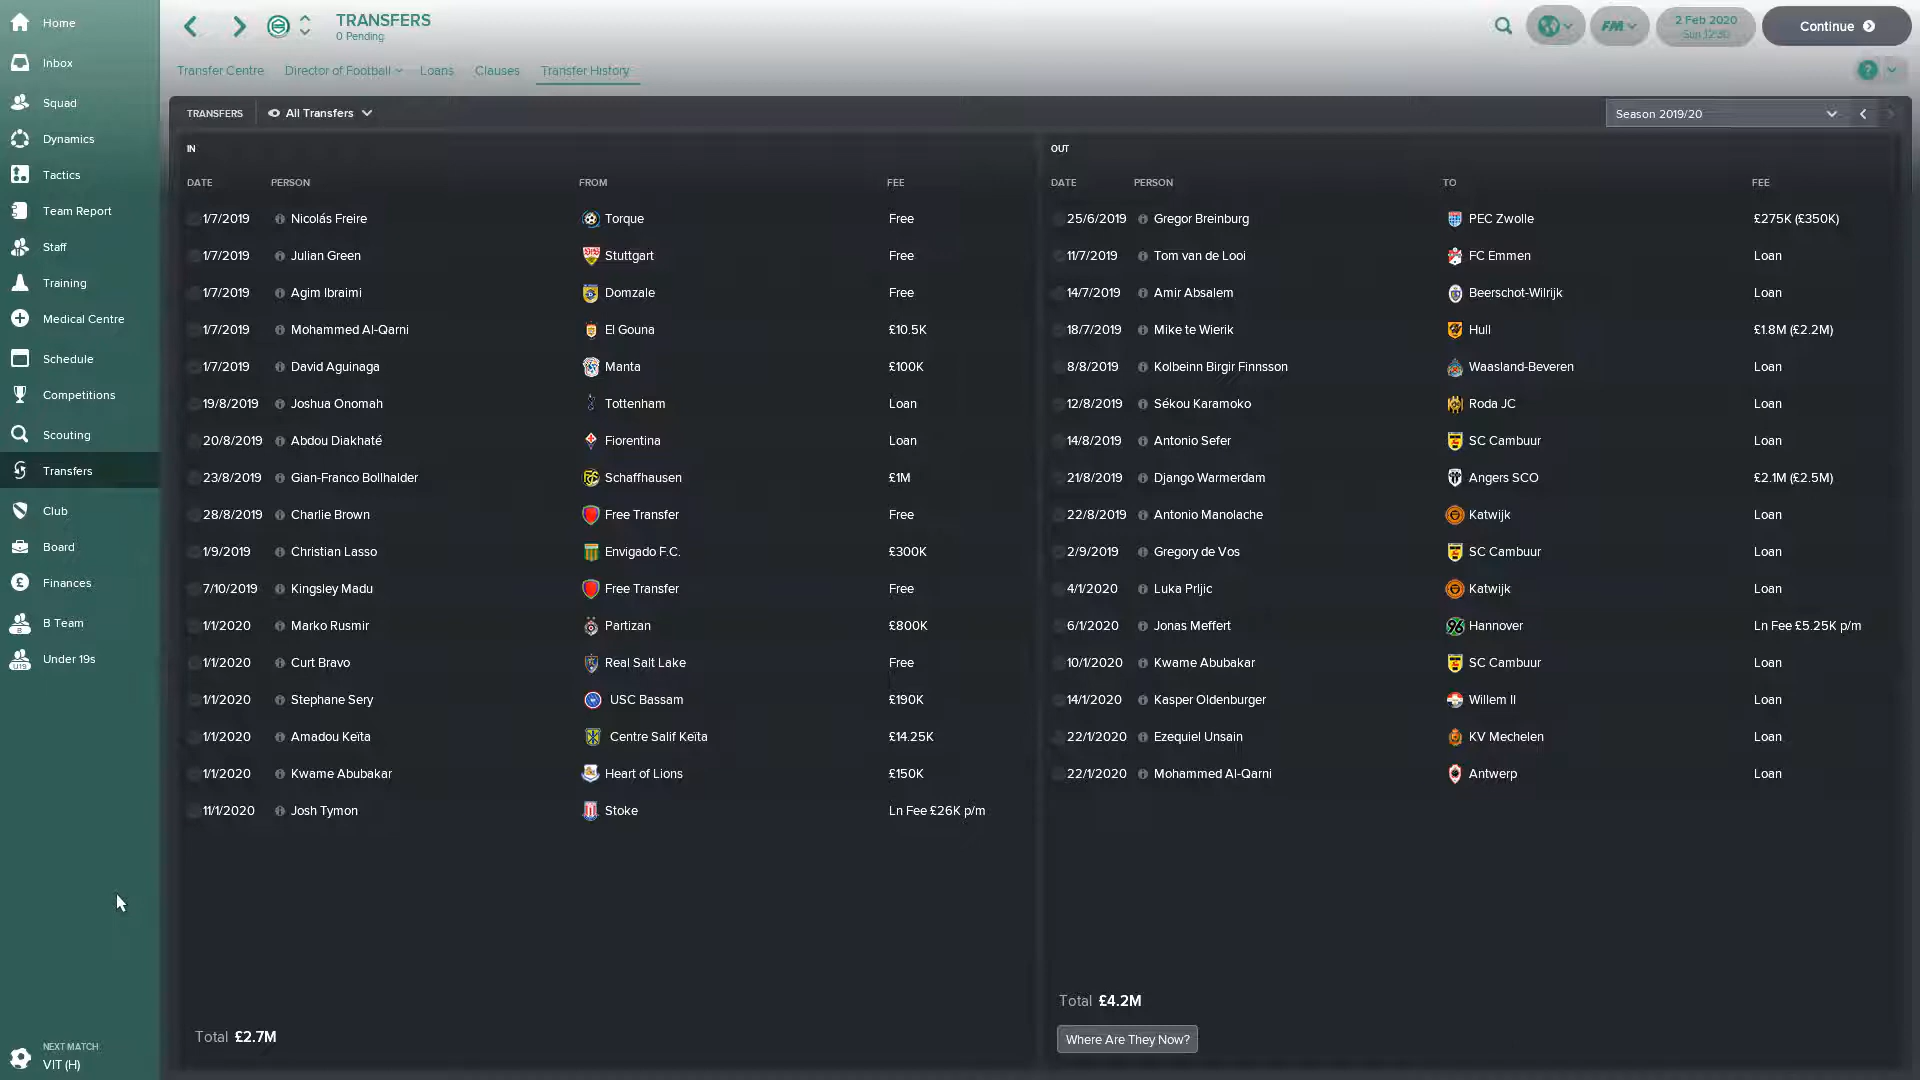 Home
Inbox
Squad
Dynamics
Tactics
Team Report
Staff
Training
Medical Centre
Schedule
Competitions
Scouting
Transfers
Club
Board
Finances
B Team
Under 19s
NEXT MATCH
VIT (H)
TRANSFERS
0 Pending
FM
2 Feb 2020
Sun 12:30
Continue
Transfer Centre Director of Football Loans Clauses Transfer History
TRANSFERS All Transfers Season 2019/20
IN
DATE PERSON FROM FEE
1/7/2019 Nicolás Freire Torque Free
1/7/2019 Julian Green Stuttgart Free
1/7/2019 Agim Ibraimi Domzale Free
1/7/2019 Mohammed Al-Qarni El Gouna £10.5K
1/7/2019 David Aguinaga Manta £100K
19/8/2019 Joshua Onomah Tottenham Loan
20/8/2019 Abdou Diakhaté Fiorentina Loan
23/8/2019 Gian-Franco Bollhalder Schaffhausen £1M
28/8/2019 Charlie Brown Free Transfer Free
1/9/2019 Christian Lasso Envigado F.C. £300K
7/10/2019 Kingsley Madu Free Transfer Free
1/1/2020 Marko Rusmir Partizan £800K
1/1/2020 Curt Bravo Real Salt Lake Free
1/1/2020 Stephane Sery USC Bassam £190K
1/1/2020 Amadou Keïta Centre Salif Keïta £14.25K
1/1/2020 Kwame Abubakar Heart of Lions £150K
11/1/2020 Josh Tymon Stoke Ln Fee £26K p/m
Total £2.7M
OUT
DATE PERSON TO FEE
25/6/2019 Gregor Breinburg PEC Zwolle £275K (£350K)
11/7/2019 Tom van de Looi FC Emmen Loan
14/7/2019 Amir Absalem Beerschot-Wilrijk Loan
18/7/2019 Mike te Wierik Hull £1.8M (£2.2M)
8/8/2019 Kolbeinn Birgir Finnsson Waasland-Beveren Loan
12/8/2019 Sékou Karamoko Roda JC Loan
14/8/2019 Antonio Sefer SC Cambuur Loan
21/8/2019 Django Warmerdam Angers SCO £2.1M (£2.5M)
22/8/2019 Antonio Manolache Katwijk Loan
2/9/2019 Gregory de Vos SC Cambuur Loan
4/1/2020 Luka Prljic Katwijk Loan
6/1/2020 Jonas Meffert Hannover Ln Fee £5.25K p/m
10/1/2020 Kwame Abubakar SC Cambuur Loan
14/1/2020 Kasper Oldenburger Willem II Loan
22/1/2020 Ezequiel Unsain KV Mechelen Loan
22/1/2020 Mohammed Al-Qarni Antwerp Loan
Total £4.2M
Where Are They Now?